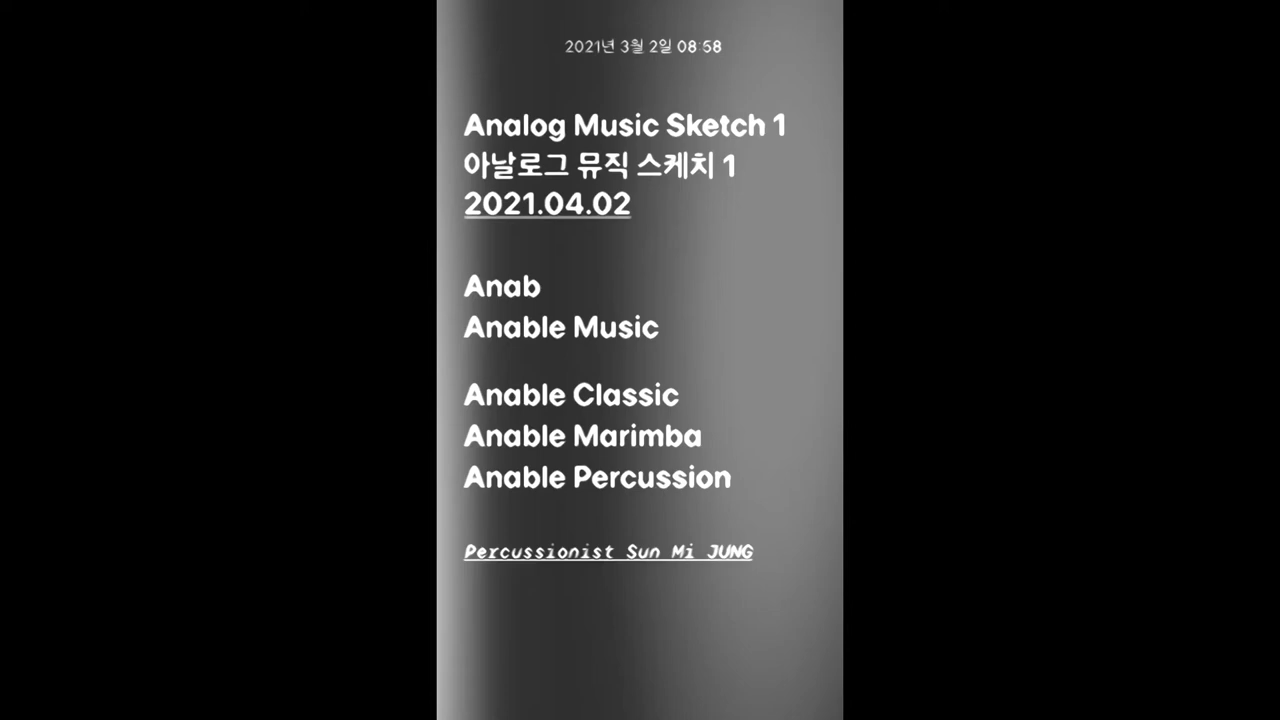 2021년 3월 2일 08:58
Analog Music Sketch 1
아날로그 뮤직 스케치 1
2021.04.02
Anab
Anable Music
Anable Classic
Anable Marimba
Anable Percussion
Percussionist Sun Mi JUNG